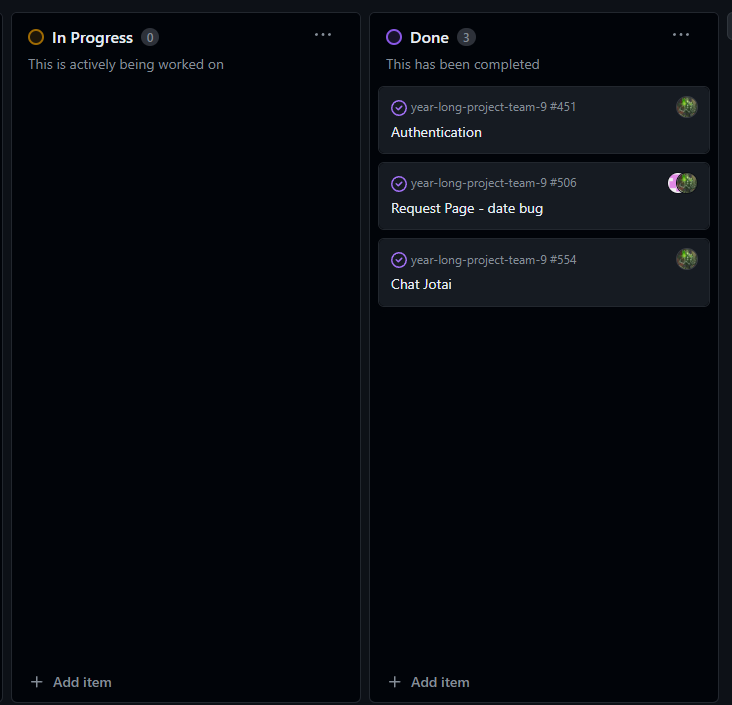 In Progress 0
This is actively being worked on
Add item
Done 3
This has been completed
year-long-project-team-9 #451
Authentication
year-long-project-team-9 #506
Request Page - date bug
year-long-project-team-9 #554
Chat Jotai
Add item